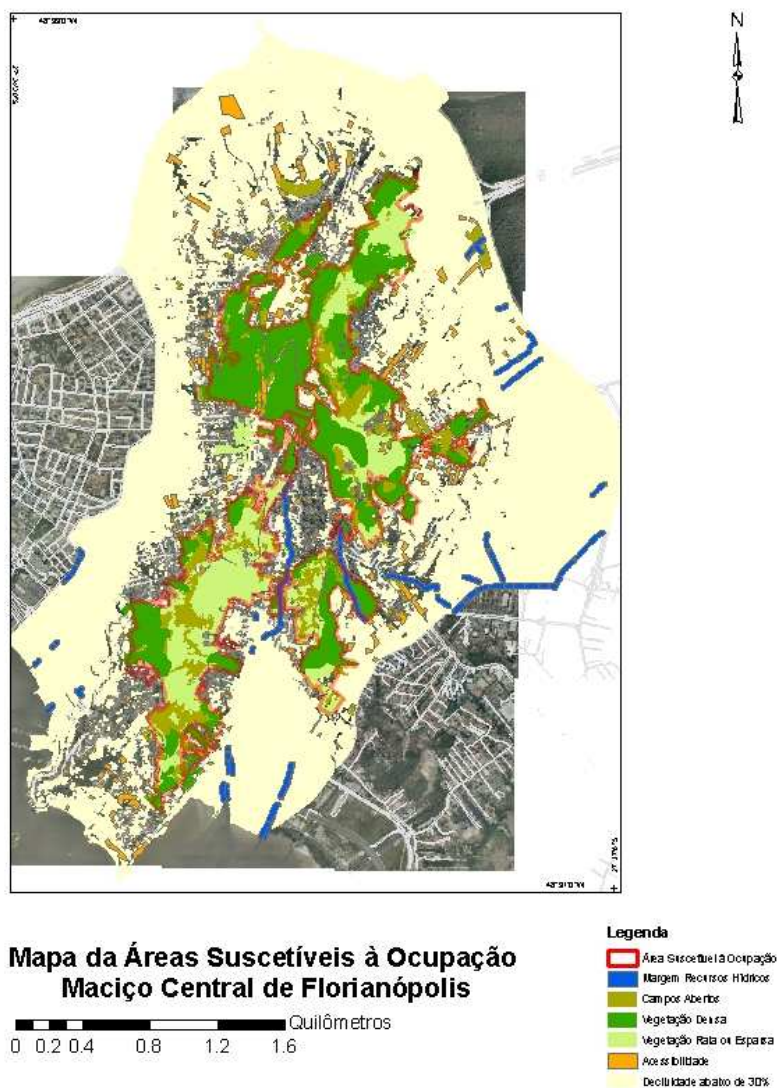 N
Mapa da Áreas Suscetíveis à Ocupação
Maciço Central de Florianópolis
Quilômetros
0 0.2 0.4 0.8 1.2 1.6
Legenda
Área Suscetível à Ocupação
Margem Recursos Hídricos
Campos Abertos
Vegetação Densa
Vegetação Rala ou Esparsa
Acessibilidade
Declividade abaixo de 30%